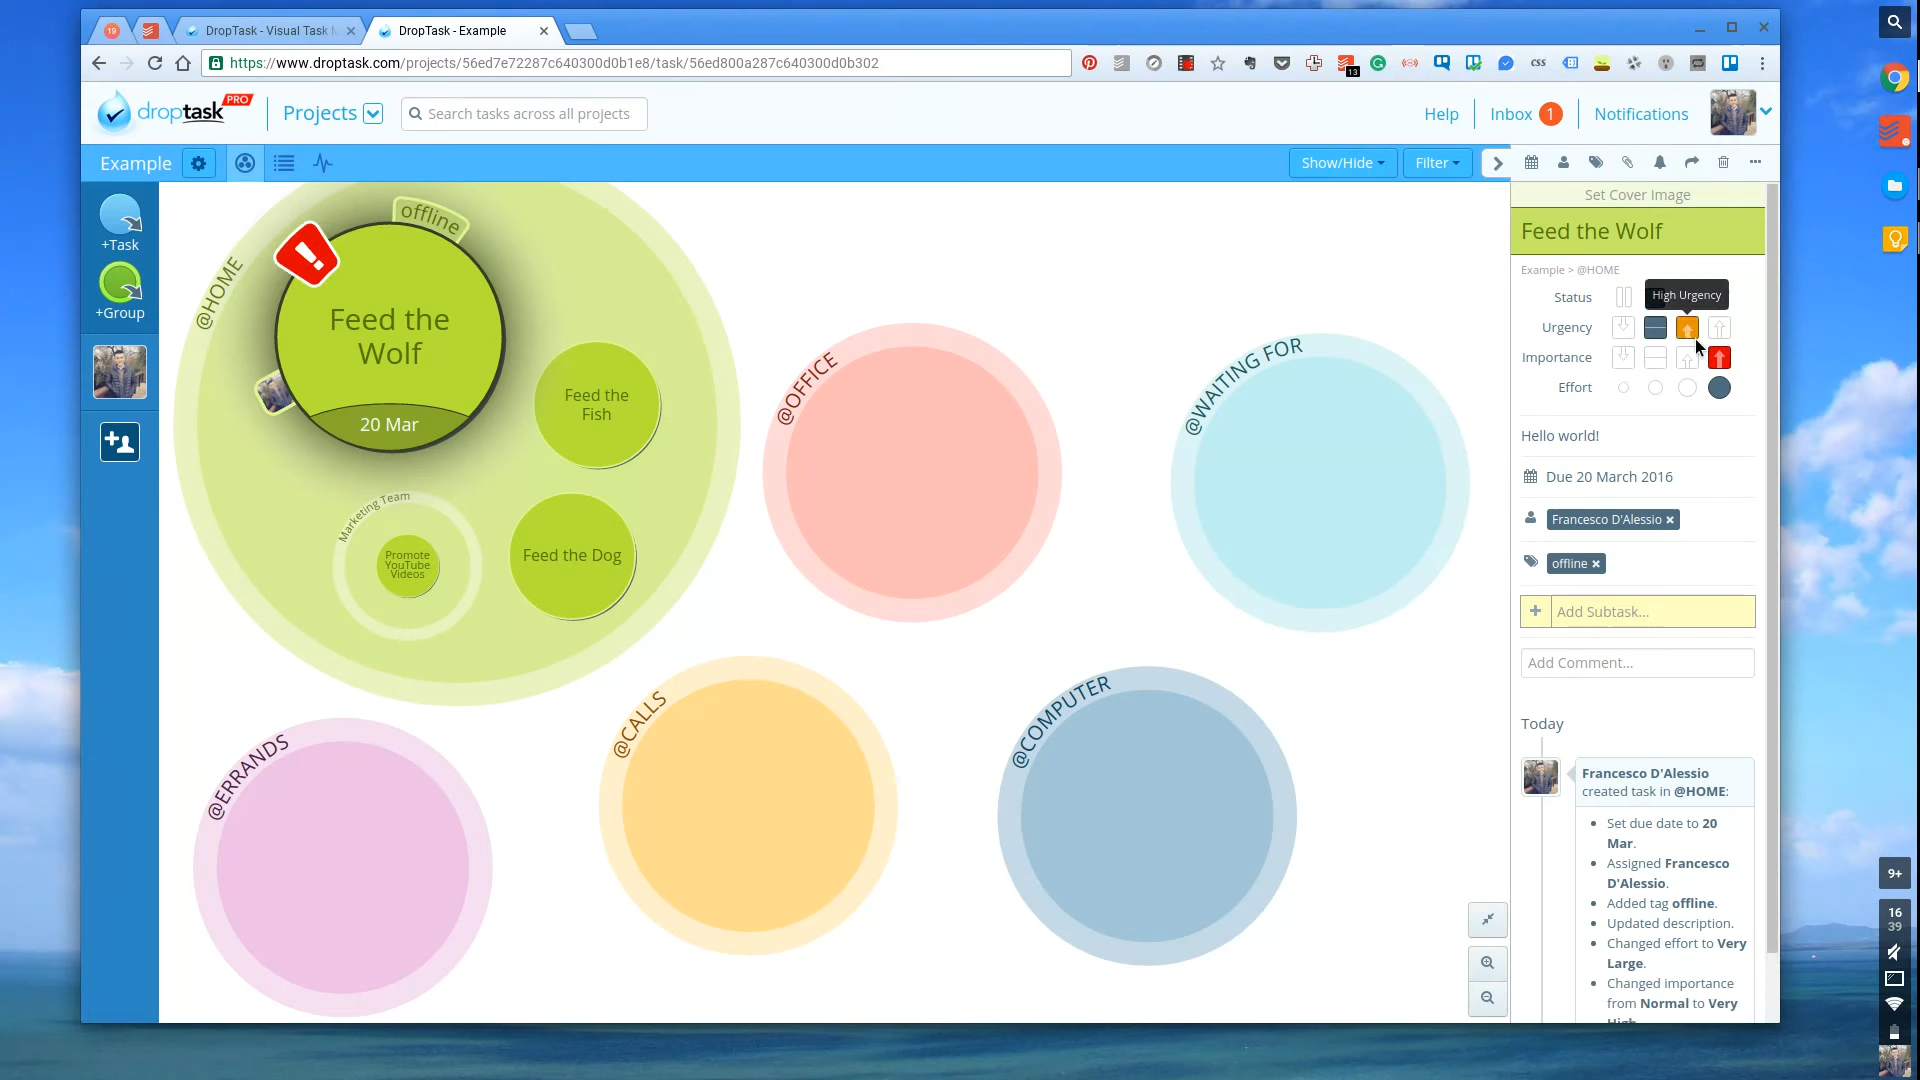 19
DropTask - Visual Task
DropTask - Example
https://www.droptask.com/projects/56ed7e72287c640300d0b1e8/task/56ed800a287c640300d0b302
css
13
droptask PRO
Projects
Search tasks across all projects
Help
Inbox 1
Notifications
Example
Show/Hide
Filter
+Task
+Group
@HOME
offline
Feed the
Wolf
20 Mar
Feed the
Fish
Feed the Dog
Marketing Team
Promote
YouTube
Videos
@OFFICE
@WAITING FOR
@ERRANDS
@CALLS
@COMPUTER
Set Cover Image
Feed the Wolf
Example > @HOME
Status
High Urgency
Urgency
Importance
Effort
Hello world!
Due 20 March 2016
Francesco D'Alessio
offline
Add Subtask...
Add Comment...
Today
Francesco D'Alessio
created task in @HOME:
Set due date to 20
Mar.
Assigned Francesco
D'Alessio.
Added tag offline.
Updated description.
Changed effort to Very
Large.
Changed importance
from Normal to Very
High
9+
16
39